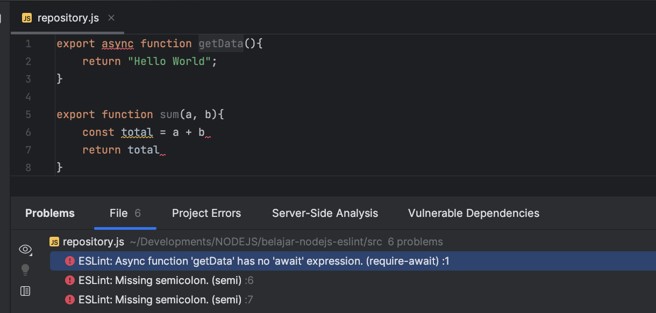 JS repository.js ×
1 export async function getData(){
2 return "Hello World";
3 }
4
5 export function sum(a, b){
6 const total = a + b
7 return total
8 }
Problems File 6 Project Errors Server-Side Analysis Vulnerable Dependencies
JS repository.js ~/Developments/NODEJS/belajar-nodejs-eslint/src 6 problems
ESLint: Async function 'getData' has no 'await' expression. (require-await) :1
ESLint: Missing semicolon. (semi) :6
ESLint: Missing semicolon. (semi) :7